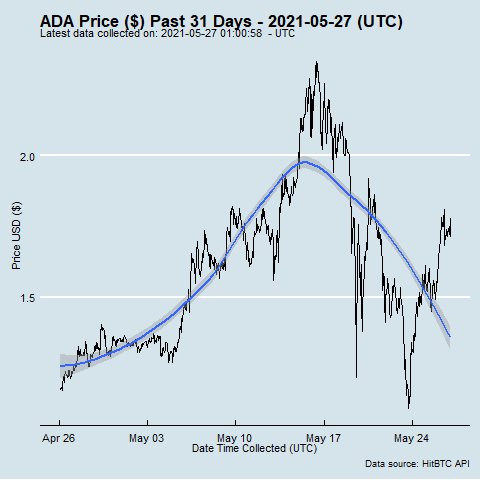 ADA Price ($) Past 31 Days - 2021-05-27 (UTC)
Latest data collected on: 2021-05-27 01:00:58 - UTC
Price USD ($)
2.0
1.5
Apr 26 May 03 May 10 May 17 May 24
Date Time Collected (UTC)
Data source: HitBTC API